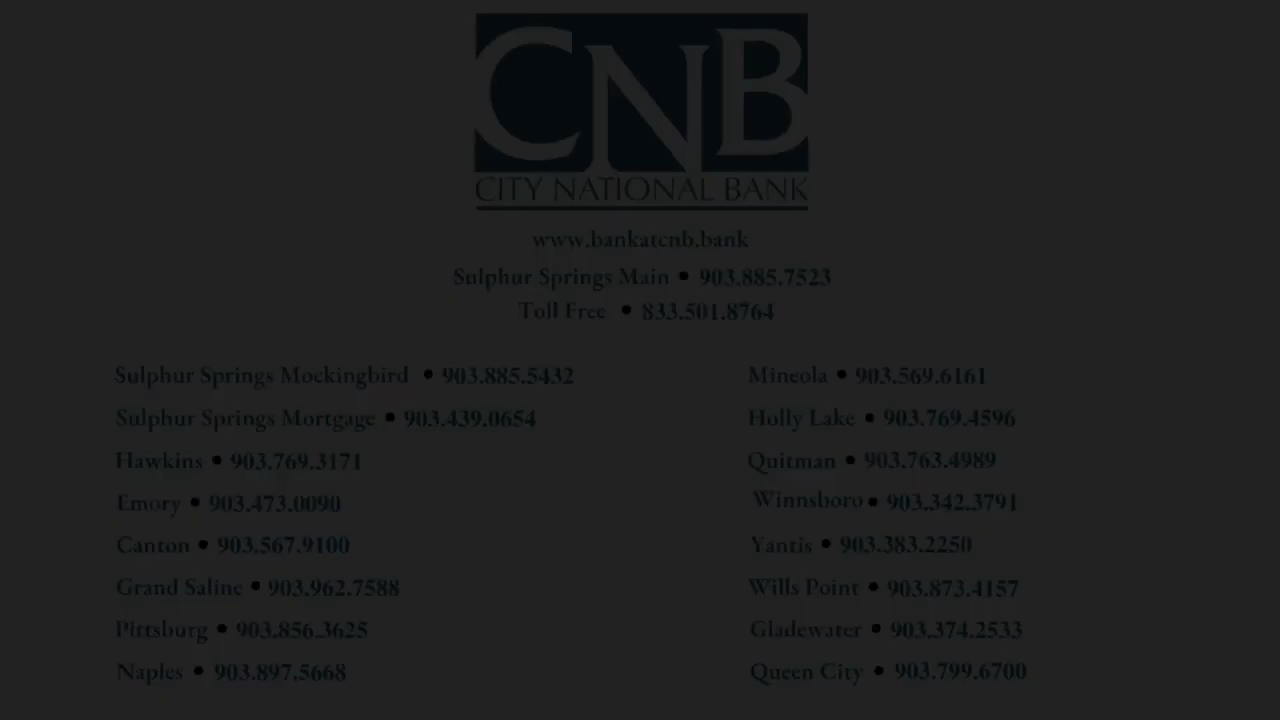 CNB
CITY NATIONAL BANK
www.bankatcnb.bank
Sulphur Springs Main • 903.885.7523
Toll Free • 833.501.8764
Sulphur Springs Mockingbird • 903.885.5432
Sulphur Springs Mortgage • 903.439.0654
Hawkins • 903.769.3171
Emory • 903.473.0090
Canton • 903.567.9100
Grand Saline • 903.962.7588
Pittsburg • 903.856.3625
Naples • 903.897.5668
Mineola • 903.569.6161
Holly Lake • 903.769.4596
Quitman • 903.763.4989
Winnsboro • 903.342.3791
Yantis • 903.383.2250
Wills Point • 903.873.4157
Gladewater • 903.374.2533
Queen City • 903.799.6700